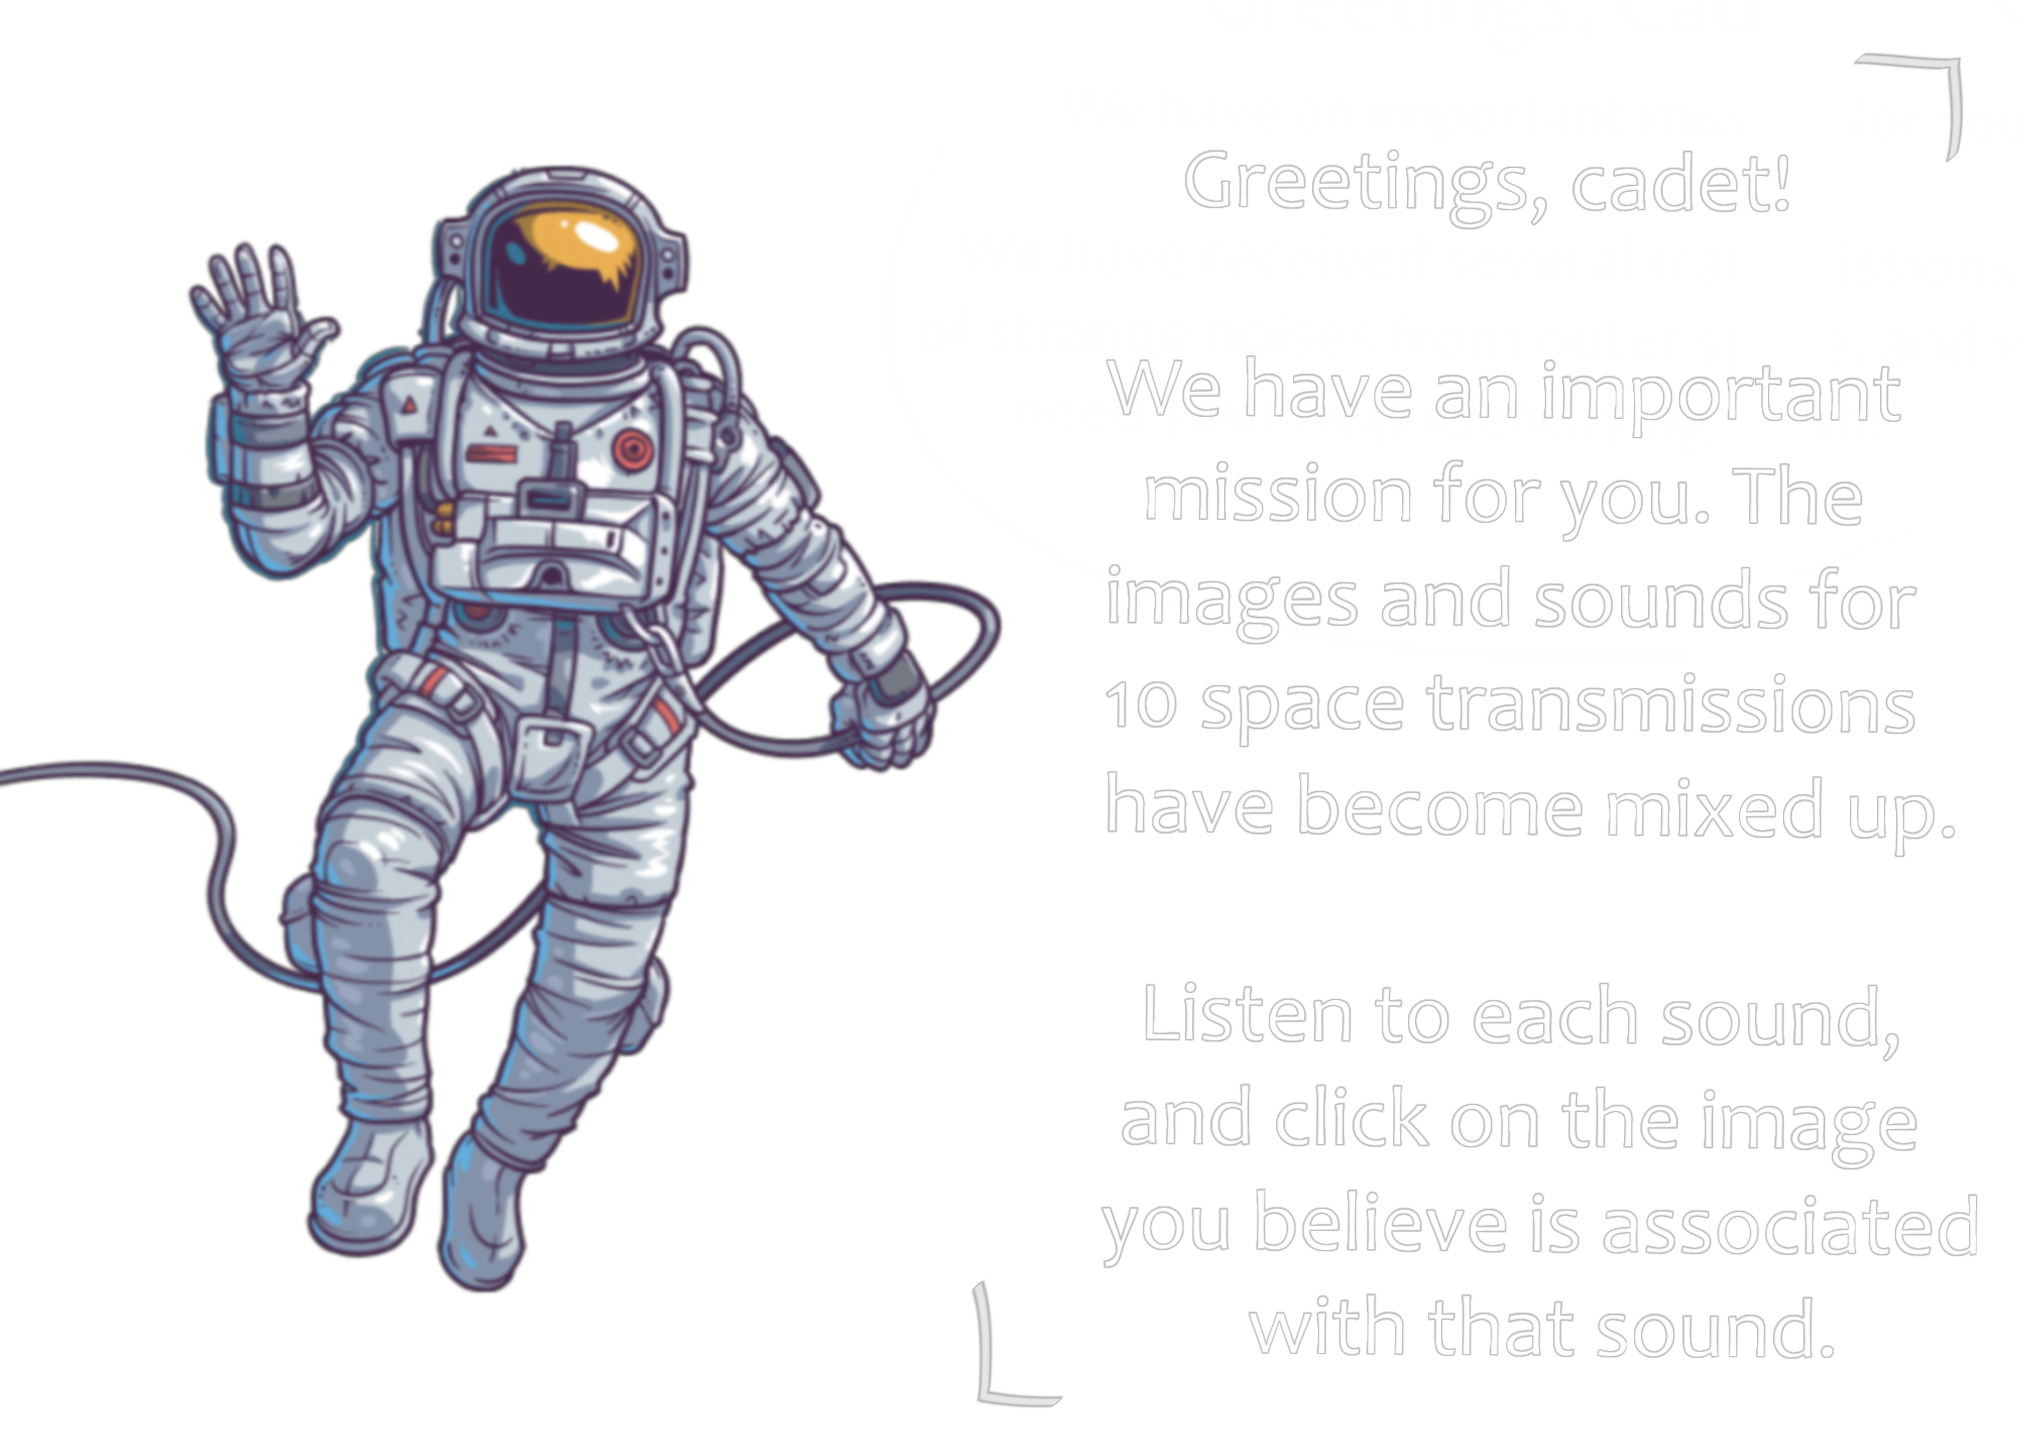 Greetings, cadet!
We have an important
mission for you. The
images and sounds for
10 space transmissions
have become mixed up.
Listen to each sound,
and click on the image
you believe is associated
with that sound.